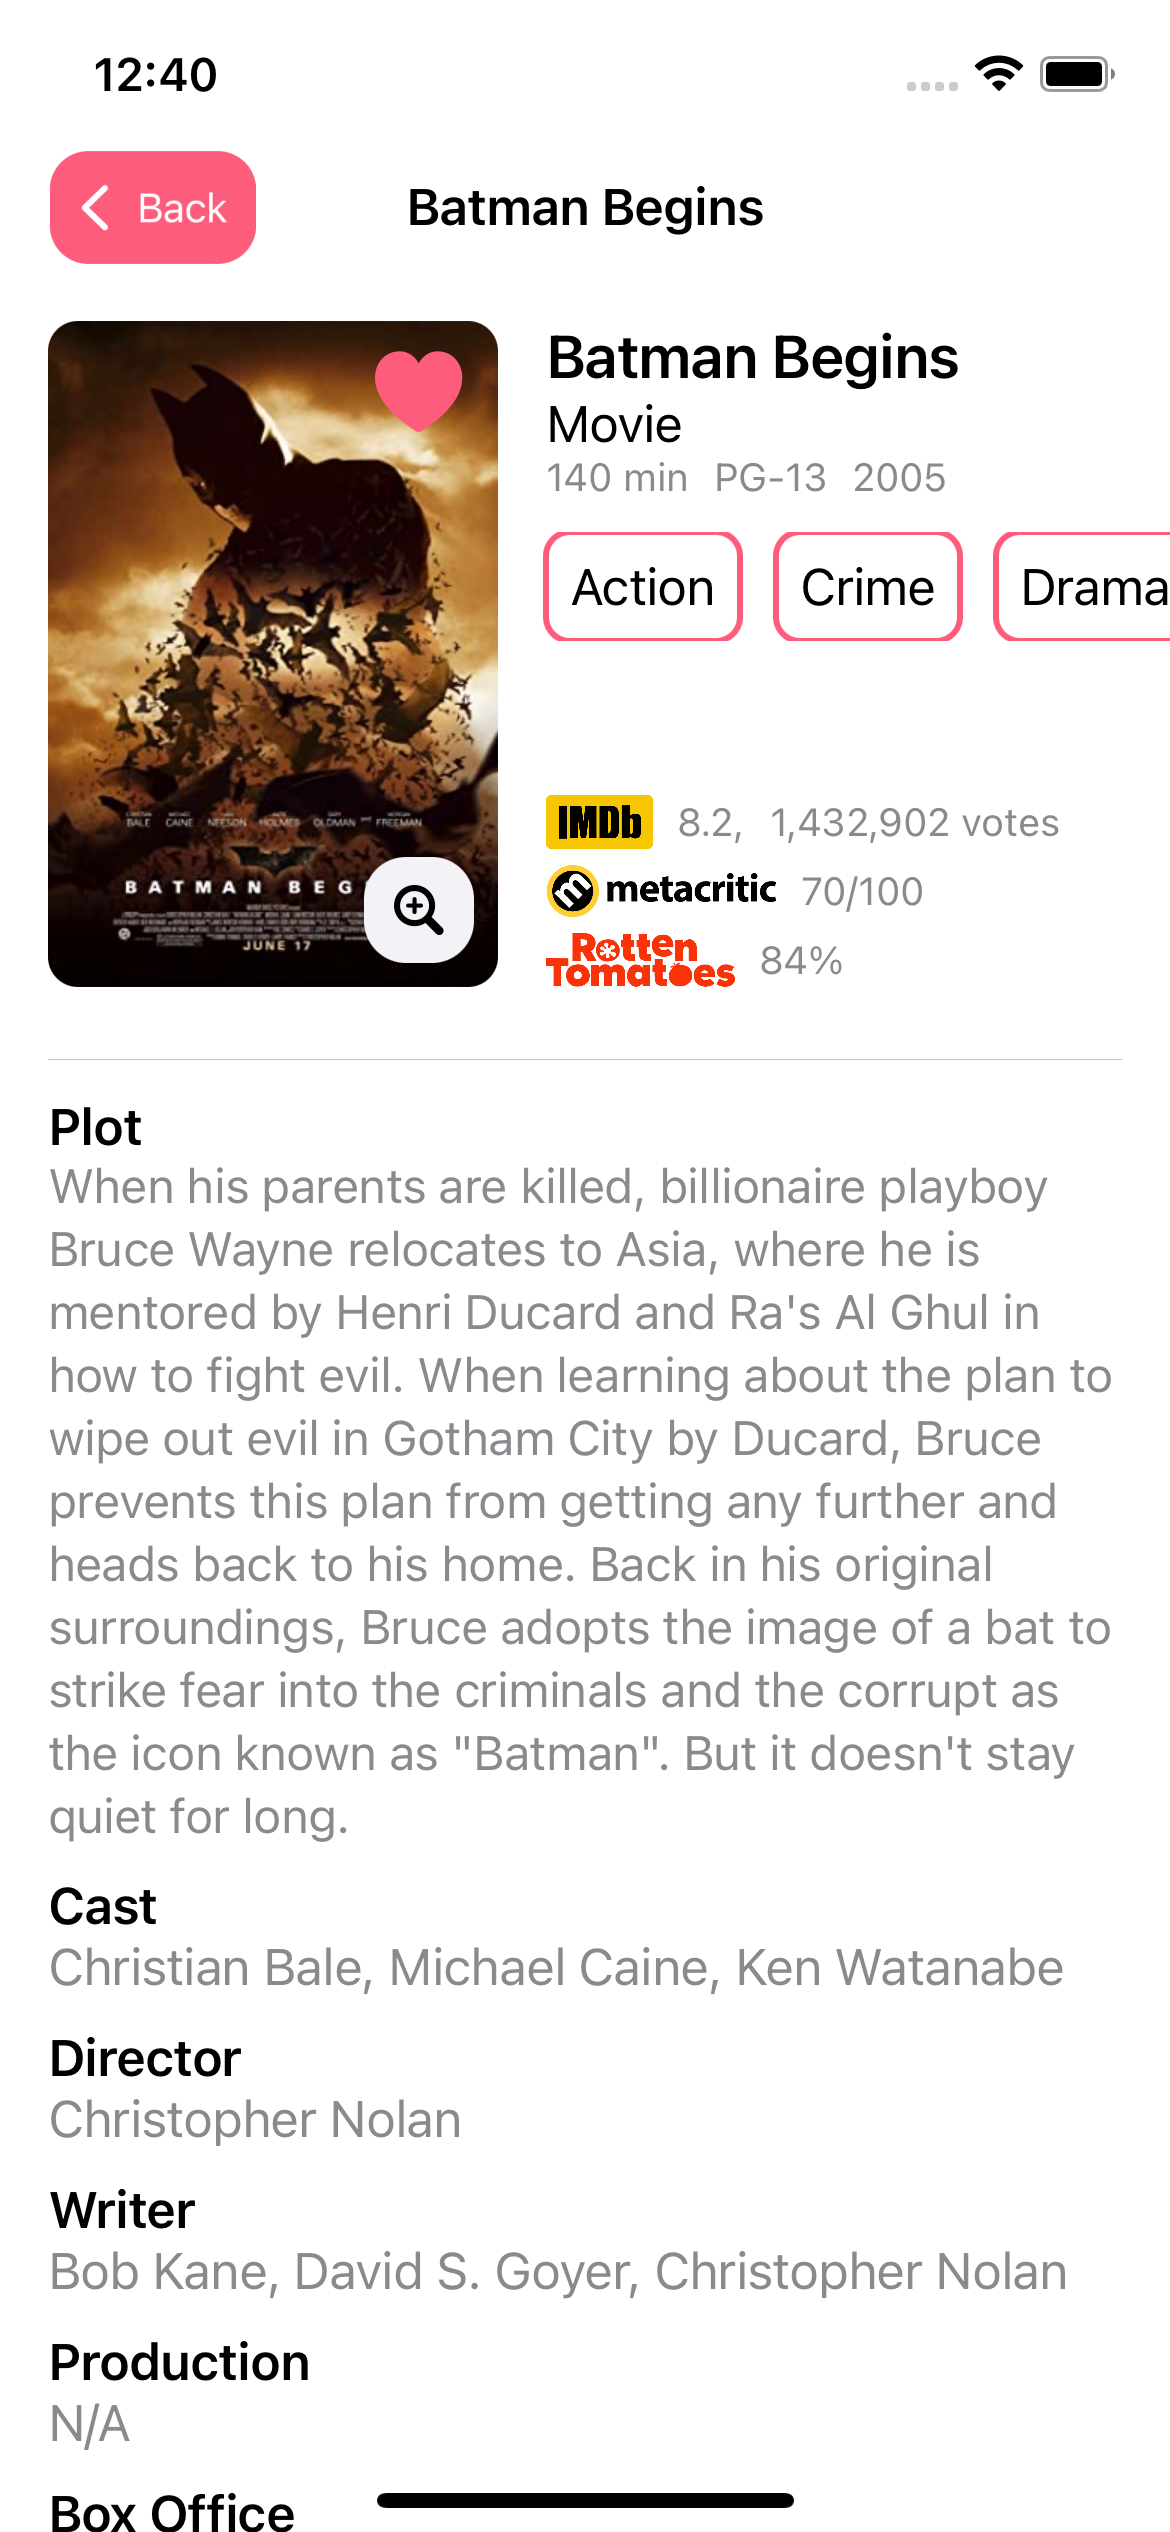 12:40
Back
Batman Begins
Batman Begins
Movie
140 min PG-13 2005
Action Crime Drama
BALE CAINE NEESON HOLMES OLDMAN AND FREEMAN
BATMAN BEG
JUNE 17
IMDb 8.2, 1,432,902 votes
metacritic 70/100
Rotten
Tomatoes 84%
Plot
When his parents are killed, billionaire playboy
Bruce Wayne relocates to Asia, where he is
mentored by Henri Ducard and Ra's Al Ghul in
how to fight evil. When learning about the plan to
wipe out evil in Gotham City by Ducard, Bruce
prevents this plan from getting any further and
heads back to his home. Back in his original
surroundings, Bruce adopts the image of a bat to
strike fear into the criminals and the corrupt as
the icon known as "Batman". But it doesn't stay
quiet for long.
Cast
Christian Bale, Michael Caine, Ken Watanabe
Director
Christopher Nolan
Writer
Bob Kane, David S. Goyer, Christopher Nolan
Production
N/A
Box Office